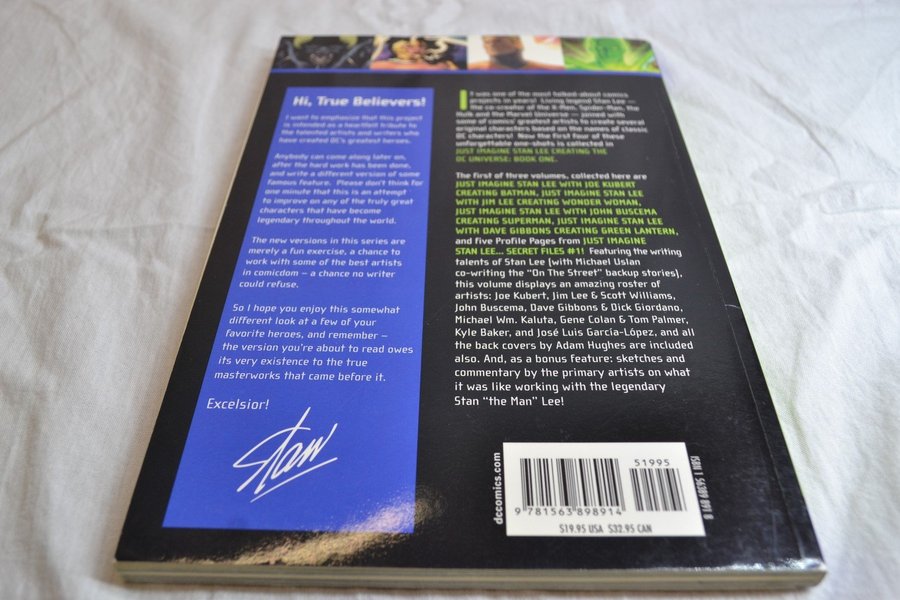 Hi, True Believers!
I want to emphasize that this project
is intended as a heartfelt tribute to
the talented artists and writers who
have created DC's greatest heroes.
Anybody can come along later on,
after the hard work has been done,
and write a different version of some
famous feature. Please don't think for
one minute that this is an attempt
to improve on any of the truly great
characters that have become
legendary throughout the world.
The new versions in this series are
merely a fun exercise, a chance to
work with some of the best artists
in comicdom – a chance no writer
could refuse.
So I hope you enjoy this somewhat
different look at a few of your
favorite heroes, and remember –
the version you're about to read owes
its very existence to the true
masterworks that came before it.
Excelsior!
Stan
It was one of the most talked-about comics
projects in years! Living legend Stan Lee —
the co-creator of the X-Men, Spider-Man, the
Hulk and the Marvel Universe — joined with
some of comics' greatest artists to create several
original characters based on the names of classic
DC characters! Now the first four of these
unforgettable one-shots is collected in
JUST IMAGINE STAN LEE CREATING THE
DC UNIVERSE: BOOK ONE.
The first of three volumes, collected here are
JUST IMAGINE STAN LEE WITH JOE KUBERT
CREATING BATMAN, JUST IMAGINE STAN LEE
WITH JIM LEE CREATING WONDER WOMAN,
JUST IMAGINE STAN LEE WITH JOHN BUSCEMA
CREATING SUPERMAN, JUST IMAGINE STAN LEE
WITH DAVE GIBBONS CREATING GREEN LANTERN,
and five Profile Pages from JUST IMAGINE
STAN LEE... SECRET FILES #1! Featuring the writing
talents of Stan Lee (with Michael Uslan
co-writing the "On The Street" backup stories),
this volume displays an amazing roster of
artists: Joe Kubert, Jim Lee & Scott Williams,
John Buscema, Dave Gibbons & Dick Giordano,
Michael Wm. Kaluta, Gene Colan & Tom Palmer,
Kyle Baker, and José Luis García-López, and all
the back covers by Adam Hughes are included
also. And, as a bonus feature: sketches and
commentary by the primary artists on what
it was like working with the legendary
Stan "the Man" Lee!
dccomics.com
51995
9 781563 898914
$19.95 USA $32.95 CAN
ISBN 1 56389 891 8